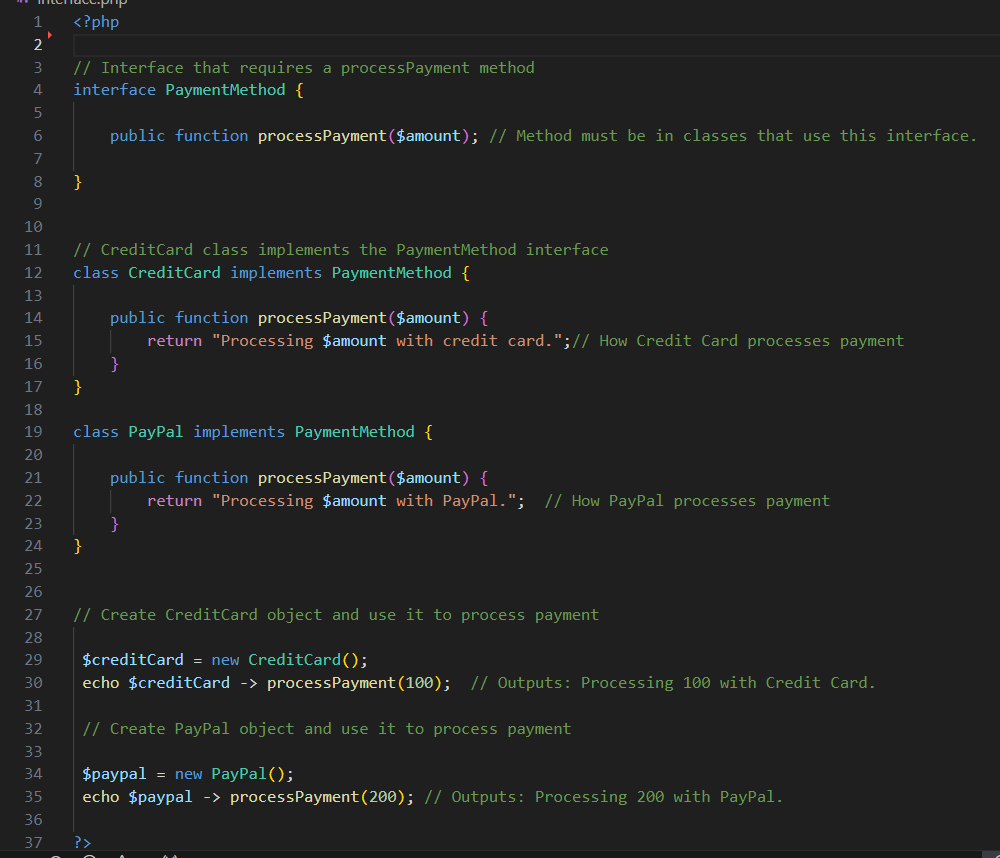 interface.php
1 <?php
2
3 // Interface that requires a processPayment method
4 interface PaymentMethod {
5
6 public function processPayment($amount); // Method must be in classes that use this interface.
7
8 }
9
10
11 // CreditCard class implements the PaymentMethod interface
12 class CreditCard implements PaymentMethod {
13
14 public function processPayment($amount) {
15 return "Processing $amount with credit card.";// How Credit Card processes payment
16 }
17 }
18
19 class PayPal implements PaymentMethod {
20
21 public function processPayment($amount) {
22 return "Processing $amount with PayPal."; // How PayPal processes payment
23 }
24 }
25
26
27 // Create CreditCard object and use it to process payment
28
29 $creditCard = new CreditCard();
30 echo $creditCard -> processPayment(100); // Outputs: Processing 100 with Credit Card.
31
32 // Create PayPal object and use it to process payment
33
34 $paypal = new PayPal();
35 echo $paypal -> processPayment(200); // Outputs: Processing 200 with PayPal.
36
37 ?>